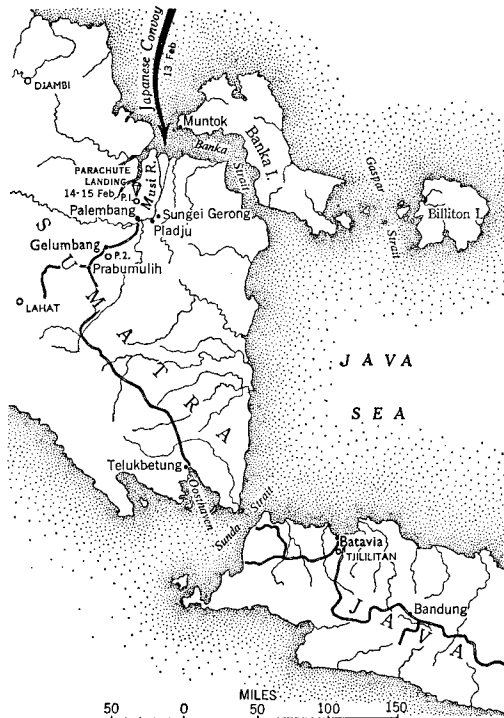 Japanese Convoy
13 Feb
DJAMBI
Muntok
Banka I.
Banka Strait
PARACHUTE
LANDING
14-15 Feb
P.1
Musi R.
Gaspar
Strait
Billiton I.
Palembang
Sungei Gerong
Pladju
Gelumbang
P.2.
Prabumulih
LAHAT
SUMATRA
JAVA
SEA
Telukbetung
Oosthaven
Sunda Strait
Batavia
TJILILITAN
Bandung
JAVA
MILES
50 0 50 100 150